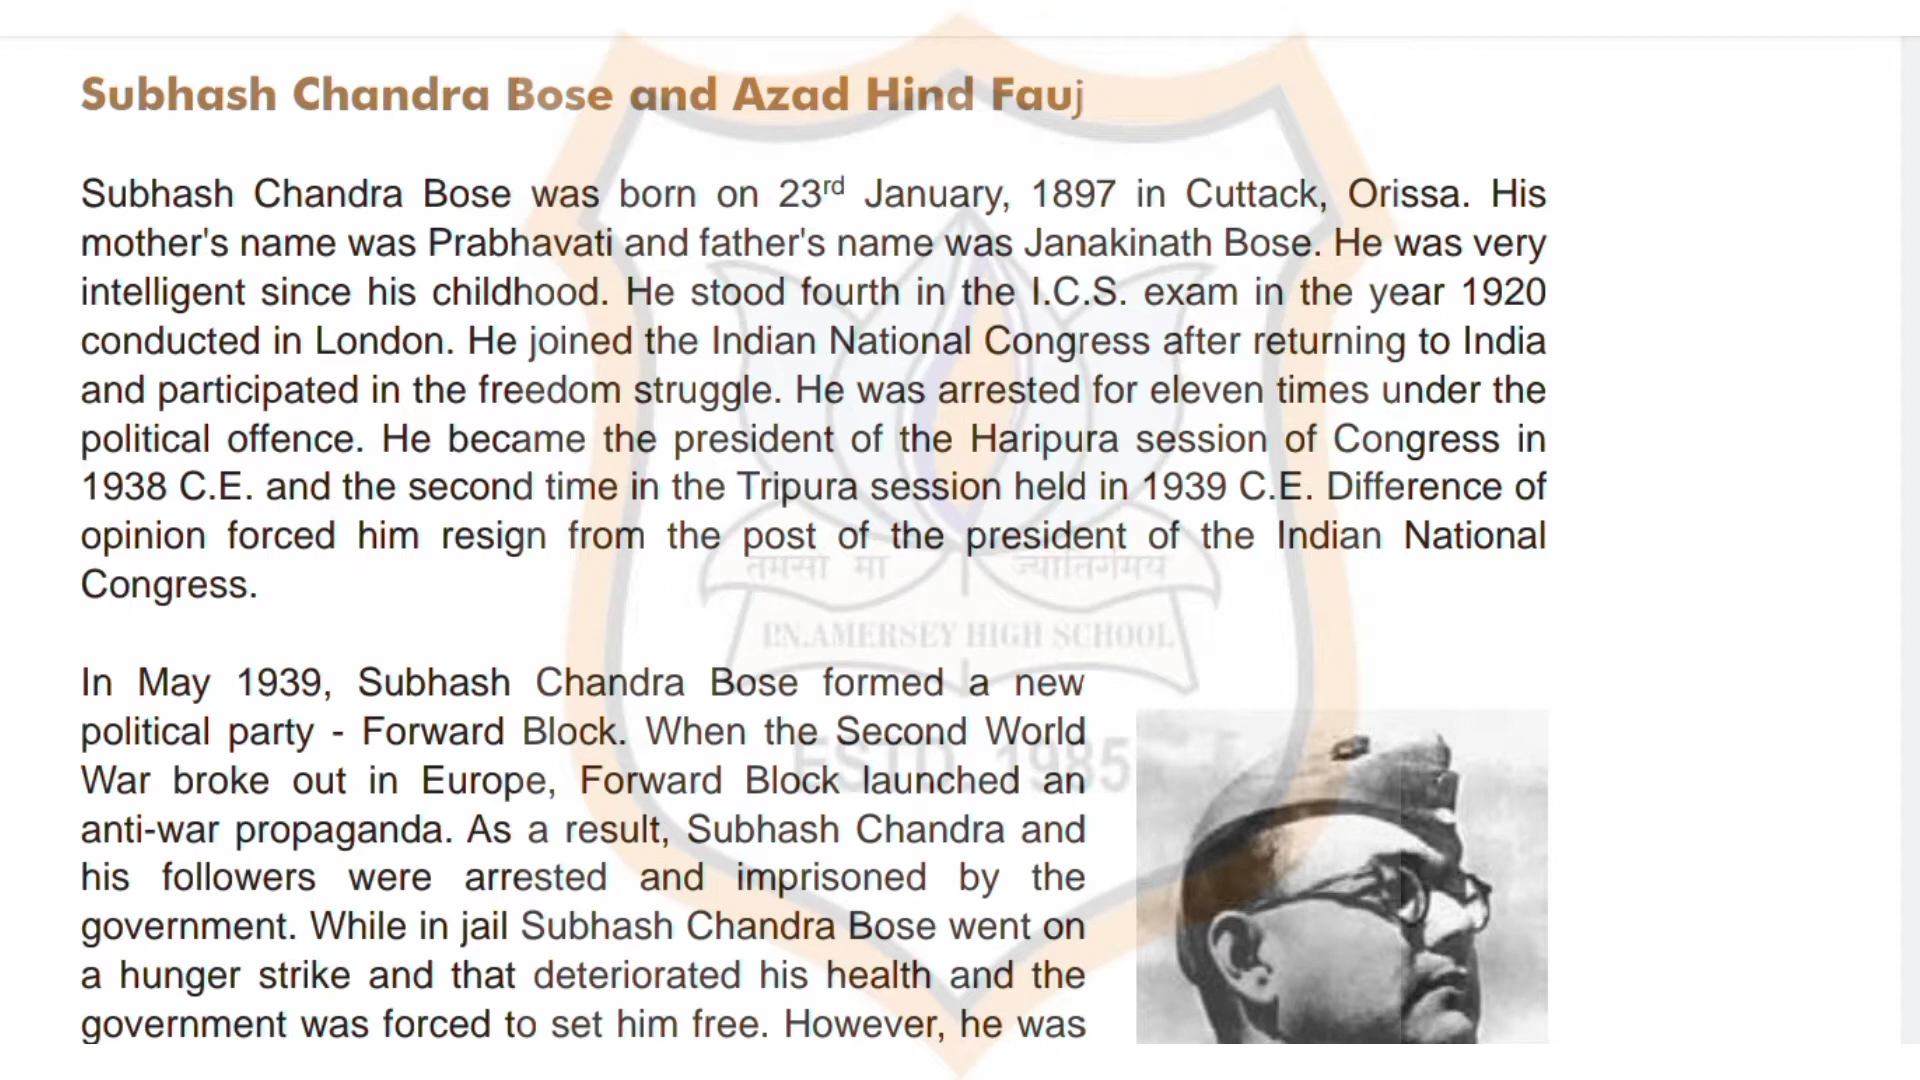 Subhash Chandra Bose and Azad Hind Fauj
Subhash Chandra Bose was born on 23rd January, 1897 in Cuttack, Orissa. His
mother's name was Prabhavati and father's name was Janakinath Bose. He was very
intelligent since his childhood. He stood fourth in the I.C.S. exam in the year 1920
conducted in London. He joined the Indian National Congress after returning to India
and participated in the freedom struggle. He was arrested for eleven times under the
political offence. He became the president of the Haripura session of Congress in
1938 C.E. and the second time in the Tripura session held in 1939 C.E. Difference of
opinion forced him resign from the post of the president of the Indian National
Congress.
तमसो मा ज्योतिर्गमय
P.N.AMERSEY HIGH SCHOOL
In May 1939, Subhash Chandra Bose formed a new
political party - Forward Block. When the Second World
ESTD. 1985
War broke out in Europe, Forward Block launched an
anti-war propaganda. As a result, Subhash Chandra and
his followers were arrested and imprisoned by the
government. While in jail Subhash Chandra Bose went on
a hunger strike and that deteriorated his health and the
government was forced to set him free. However, he was